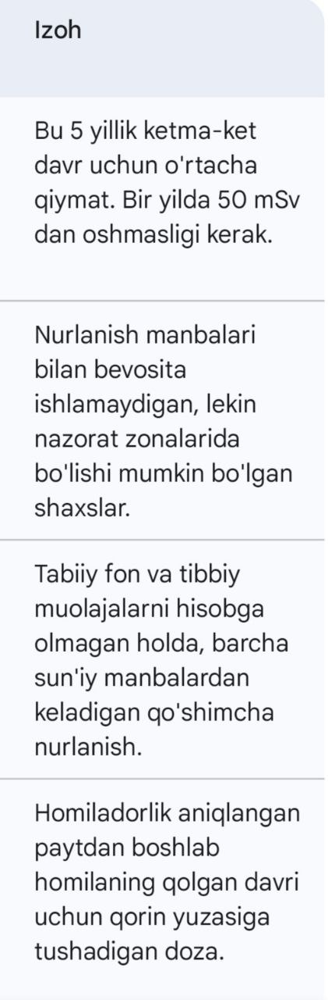 Izoh
Bu 5 yillik ketma-ket
davr uchun o'rtacha
qiymat. Bir yilda 50 mSv
dan oshmasligi kerak.
Nurlanish manbalari
bilan bevosita
ishlamaydigan, lekin
nazorat zonalarida
bo'lishi mumkin bo'lgan
shaxslar.
Tabiiy fon va tibbiy
muolajalarni hisobga
olmagan holda, barcha
sun'iy manbalardan
keladigan qo'shimcha
nurlanish.
Homiladorlik aniqlangan
paytdan boshlab
homilaning qolgan davri
uchun qorin yuzasiga
tushadigan doza.